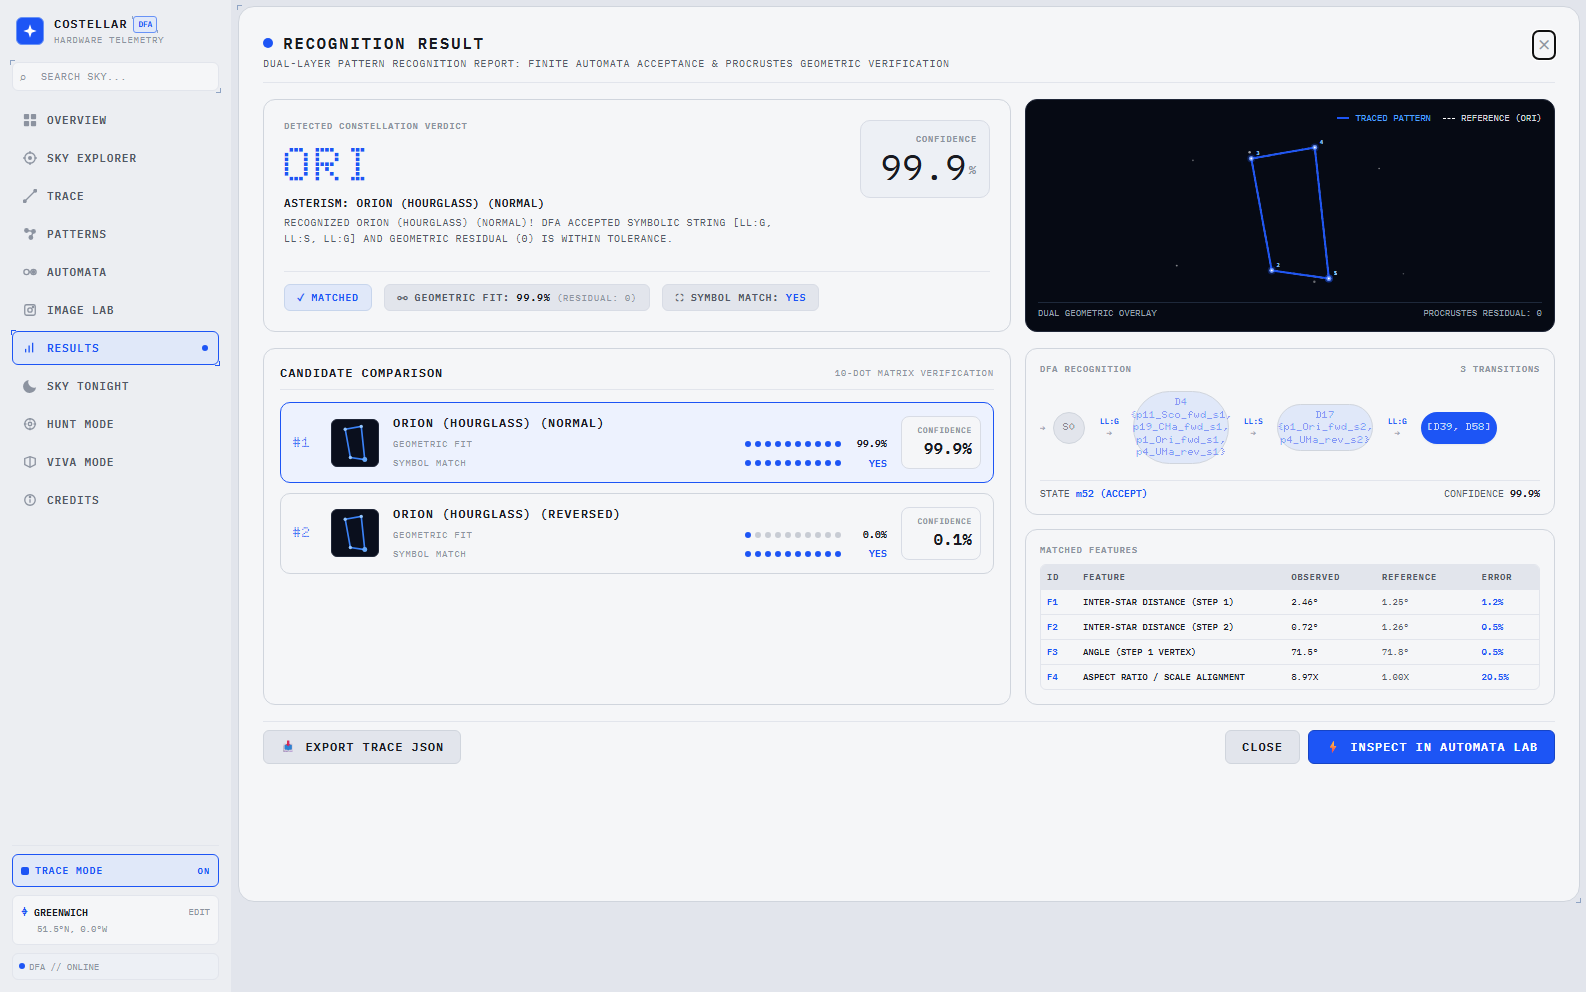 COSTELLAR DFA
HARDWARE TELEMETRY
SEARCH SKY...
OVERVIEW
SKY EXPLORER
TRACE
PATTERNS
AUTOMATA
IMAGE LAB
RESULTS
SKY TONIGHT
HUNT MODE
VIVA MODE
CREDITS
TRACE MODE ON
GREENWICH EDIT
51.5°N, 0.0°W
DFA // ONLINE
RECOGNITION RESULT
DUAL-LAYER PATTERN RECOGNITION REPORT: FINITE AUTOMATA ACCEPTANCE & PROCRUSTES GEOMETRIC VERIFICATION
DETECTED CONSTELLATION VERDICT
ORI
ASTERISM: ORION (HOURGLASS) (NORMAL)
RECOGNIZED ORION (HOURGLASS) (NORMAL)! DFA ACCEPTED SYMBOLIC STRING [LL:G,
LL:S, LL:G] AND GEOMETRIC RESIDUAL (0) IS WITHIN TOLERANCE.
CONFIDENCE
99.9%
✓ MATCHED
GEOMETRIC FIT: 99.9% (RESIDUAL: 0)
SYMBOL MATCH: YES
TRACED PATTERN --- REFERENCE (ORI)
3
4
2
5
DUAL GEOMETRIC OVERLAY PROCRUSTES RESIDUAL: 0
CANDIDATE COMPARISON 10-DOT MATRIX VERIFICATION
#1
ORION (HOURGLASS) (NORMAL)
GEOMETRIC FIT 99.9%
SYMBOL MATCH YES
CONFIDENCE
99.9%
#2
ORION (HOURGLASS) (REVERSED)
GEOMETRIC FIT 0.0%
SYMBOL MATCH YES
CONFIDENCE
0.1%
DFA RECOGNITION 3 TRANSITIONS
→ S0
LL:G
→
D4
{p11_Sco_fwd_s1,
p19_CMa_fwd_s1,
p1_Ori_fwd_s1,
p4_UMa_rev_s1}
LL:S
→
D17
{p1_Ori_fwd_s2,
p4_UMa_rev_s2}
LL:G
→
[D39, D58]
STATE m52 (ACCEPT) CONFIDENCE 99.9%
MATCHED FEATURES
ID FEATURE OBSERVED REFERENCE ERROR
F1 INTER-STAR DISTANCE (STEP 1) 2.46° 1.25° 1.2%
F2 INTER-STAR DISTANCE (STEP 2) 0.72° 1.26° 0.5%
F3 ANGLE (STEP 1 VERTEX) 71.5° 71.8° 0.5%
F4 ASPECT RATIO / SCALE ALIGNMENT 8.97X 1.00X 20.5%
EXPORT TRACE JSON
CLOSE
INSPECT IN AUTOMATA LAB